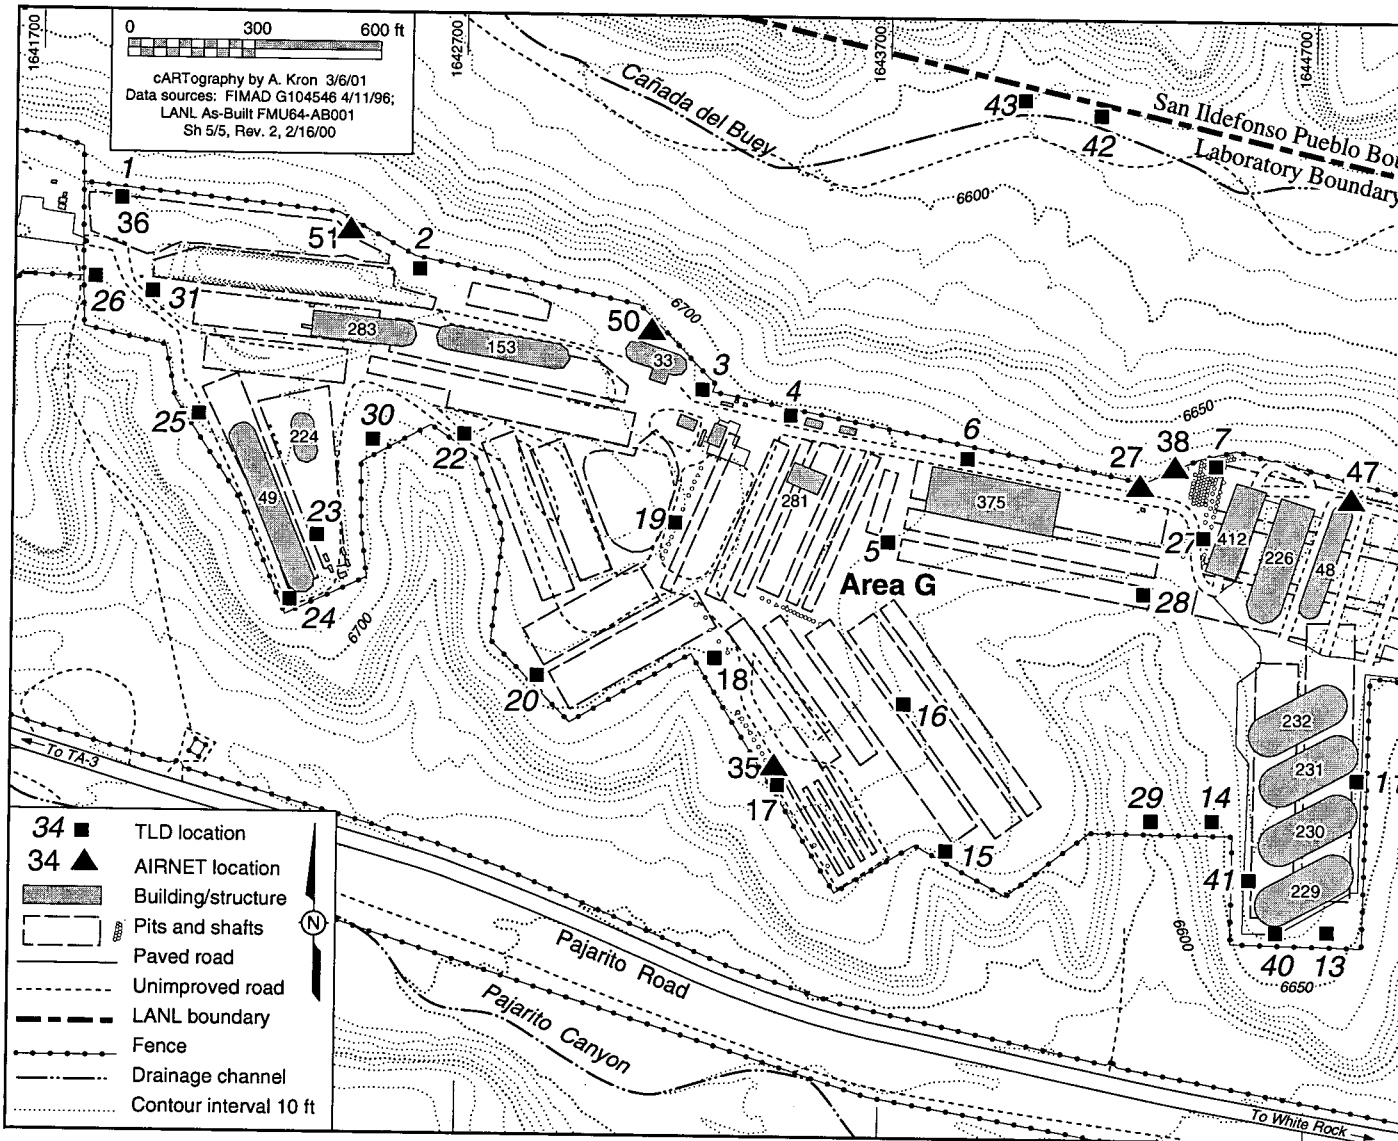 1641700
1642700
1643700
1644700
0 300 600 ft
cARTography by A. Kron 3/6/01
Data sources: FIMAD G104546 4/11/96;
LANL As-Built FMU64-AB001
Sh 5/5, Rev. 2, 2/16/00
Cañada del Buey
43
42
San Ildefonso Pueblo Bou
Laboratory Boundary
6600
1
36
51
2
26
31
283
153
50
6700
33
3
4
6
6650
27
38
7
47
25
224
30
22
49
23
24
6700
19
281
375
5
Area G
27
412
226
48
28
20
18
16
35
17
15
29
14
232
231
230
229
11
41
40
13
6600
6650
To TA-3
Pajarito Road
Pajarito Canyon
To White Rock
34 TLD location
34 AIRNET location
Building/structure
Pits and shafts
N
Paved road
Unimproved road
LANL boundary
Fence
Drainage channel
Contour interval 10 ft